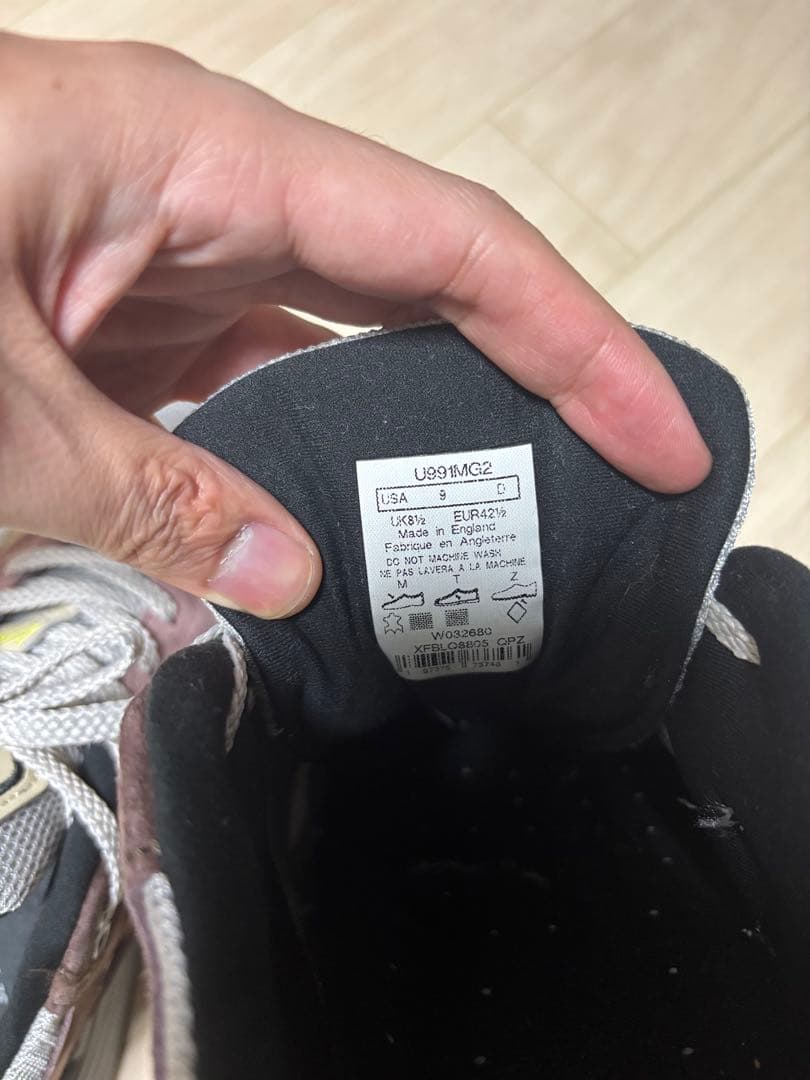 U991MG2
USA 9 D
UK8½ EUR42½
Made in England
Fabrique en Angleterre
DO NOT MACHINE WASH
NE PAS LAVERA A LA MACHINE
M T Z
W032680
XFBLO8805 QPZ